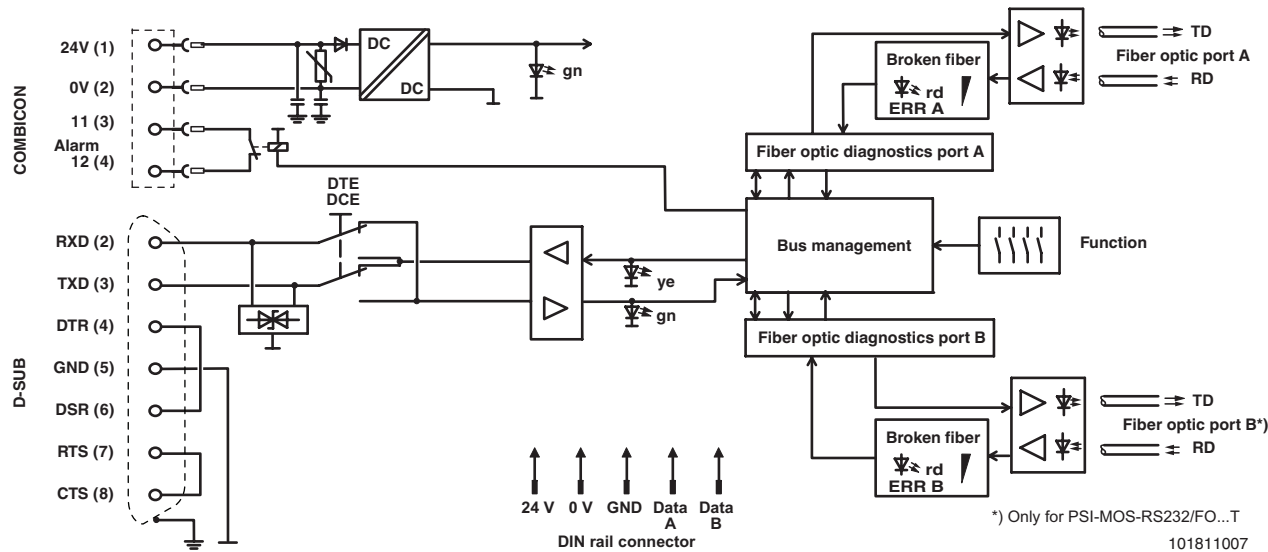 COMBICON
24V (1)
0V (2)
11 (3)
Alarm
12 (4)
DC
DC
gn
D-SUB
RXD (2)
TXD (3)
DTR (4)
GND (5)
DSR (6)
RTS (7)
CTS (8)
DTE
DCE
ye
gn
Broken fiber
rd
ERR A
TD
Fiber optic port A
RD
Fiber optic diagnostics port A
Bus management
Function
Fiber optic diagnostics port B
Broken fiber
rd
ERR B
TD
Fiber optic port B*)
RD
24 V
0 V
GND
Data
A
Data
B
DIN rail connector
*) Only for PSI-MOS-RS232/FO...T
101811007